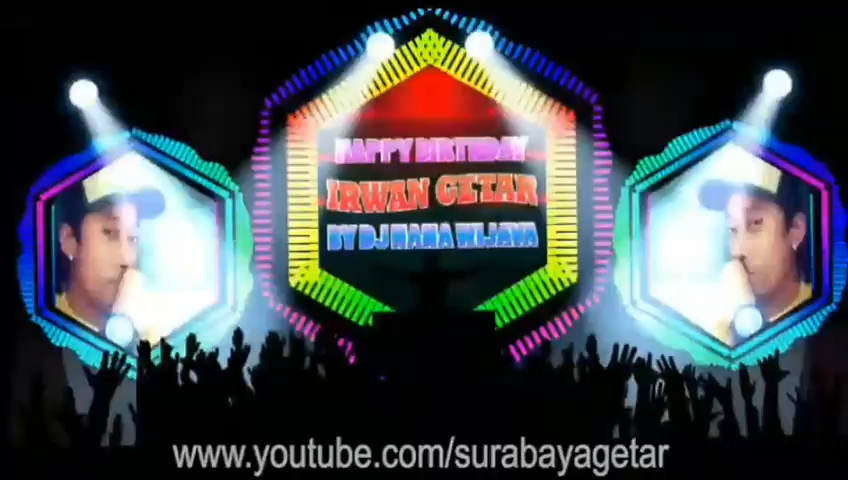 HAPPY BIRTHDAY
IRWAN GETAR
BY DJ NANA WIJAYA
www.youtube.com/surabayagetar